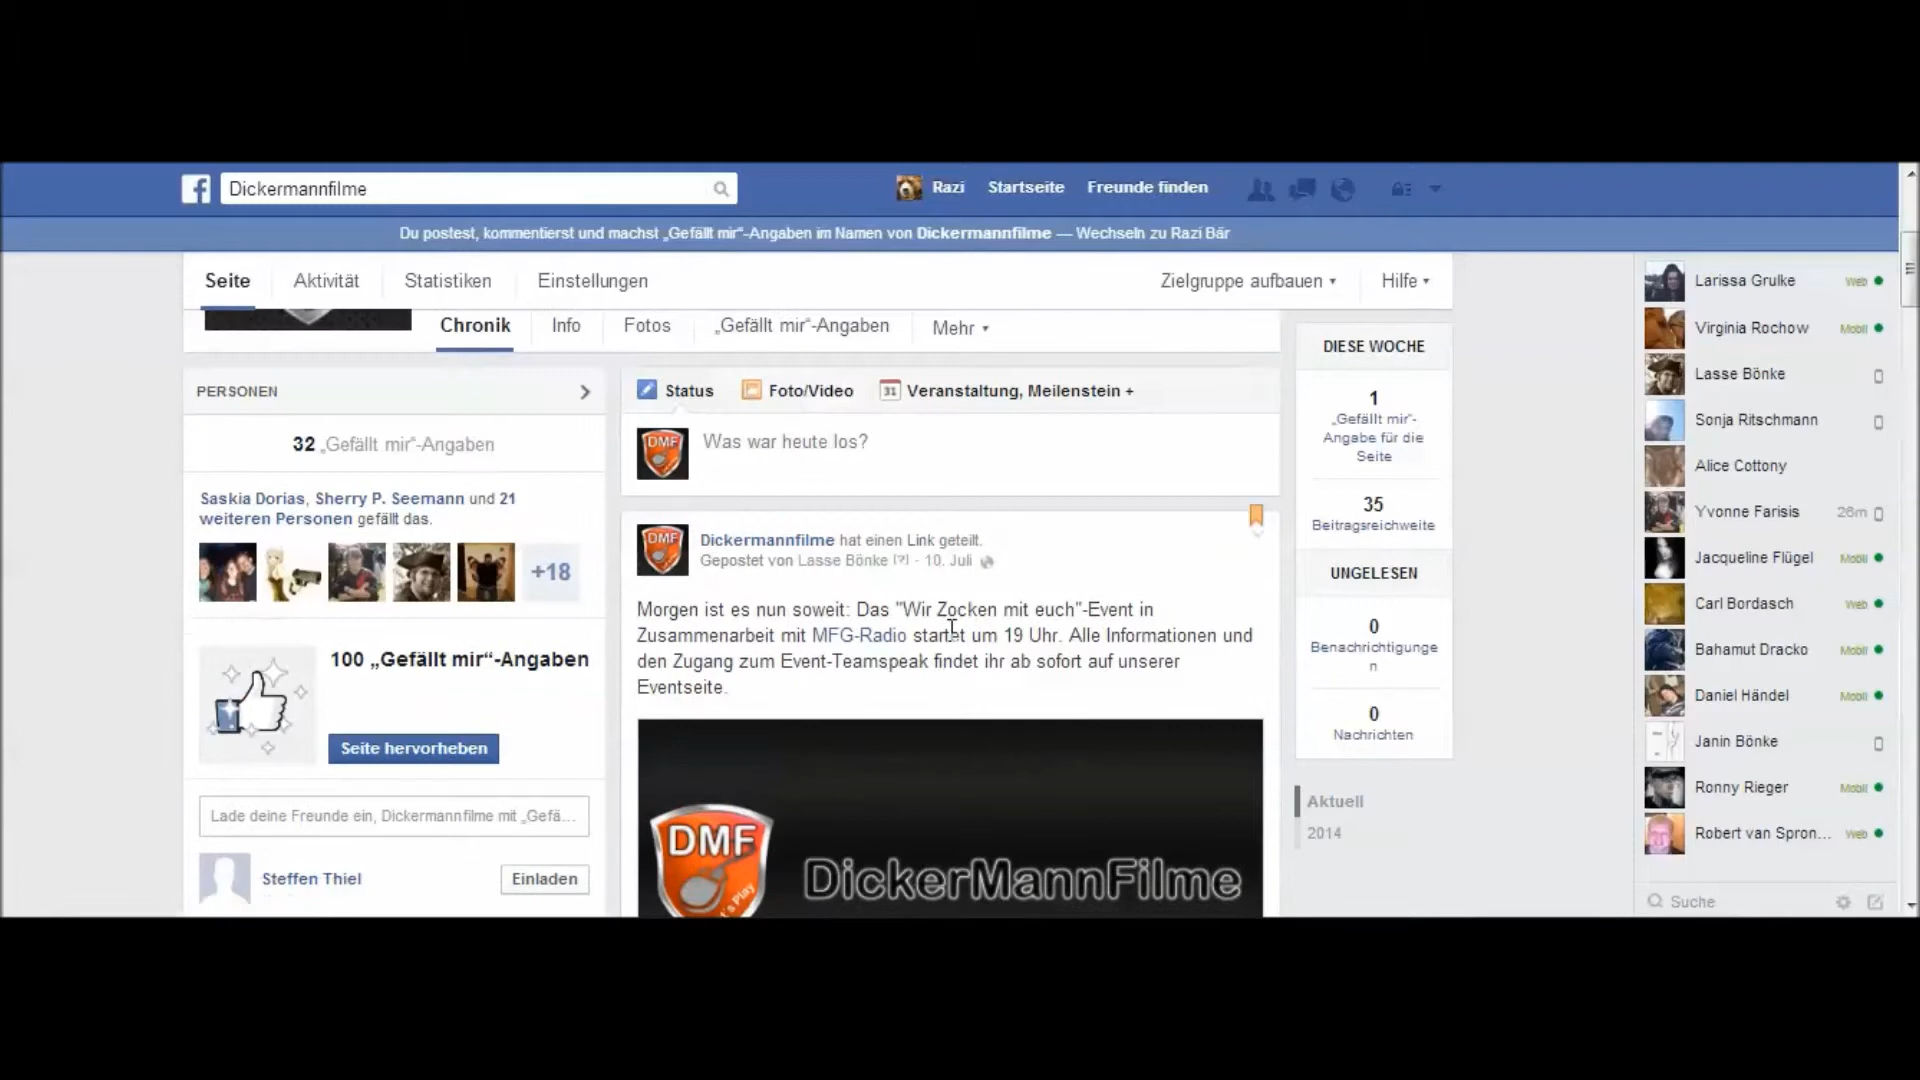 Dickermannfilme
Razi Startseite Freunde finden
Du postest, kommentierst und machst „Gefällt mir“-Angaben im Namen von Dickermannfilme — Wechseln zu Razi Bär
Seite Aktivität Statistiken Einstellungen Zielgruppe aufbauen Hilfe
Chronik Info Fotos „Gefällt mir“-Angaben Mehr
PERSONEN
32 „Gefällt mir“-Angaben
Saskia Dorias, Sherry P. Seemann und 21
weiteren Personen gefällt das.
+18
100 „Gefällt mir“-Angaben
Seite hervorheben
Lade deine Freunde ein, Dickermannfilme mit „Gefä...
Steffen Thiel Einladen
Status Foto/Video 31 Veranstaltung, Meilenstein +
DMF
Was war heute los?
DMF
Dickermannfilme hat einen Link geteilt.
Gepostet von Lasse Bönke [?] · 10. Juli
Morgen ist es nun soweit: Das "Wir Zocken mit euch"-Event in
Zusammenarbeit mit MFG-Radio startet um 19 Uhr. Alle Informationen und
den Zugang zum Event-Teamspeak findet ihr ab sofort auf unserer
Eventseite.
DMF
DickerMannFilme
DIESE WOCHE
1
„Gefällt mir“-
Angabe für die
Seite
35
Beitragsreichweite
UNGELESEN
0
Benachrichtigunge
n
0
Nachrichten
Aktuell
2014
Larissa Grulke Web
Virginia Rochow Mobil
Lasse Bönke
Sonja Ritschmann
Alice Cottony
Yvonne Farisis 26m
Jacqueline Flügel Mobil
Carl Bordasch Web
Bahamut Dracko Mobil
Daniel Händel Mobil
Janin Bönke
Ronny Rieger Mobil
Robert van Spron... Web
Suche